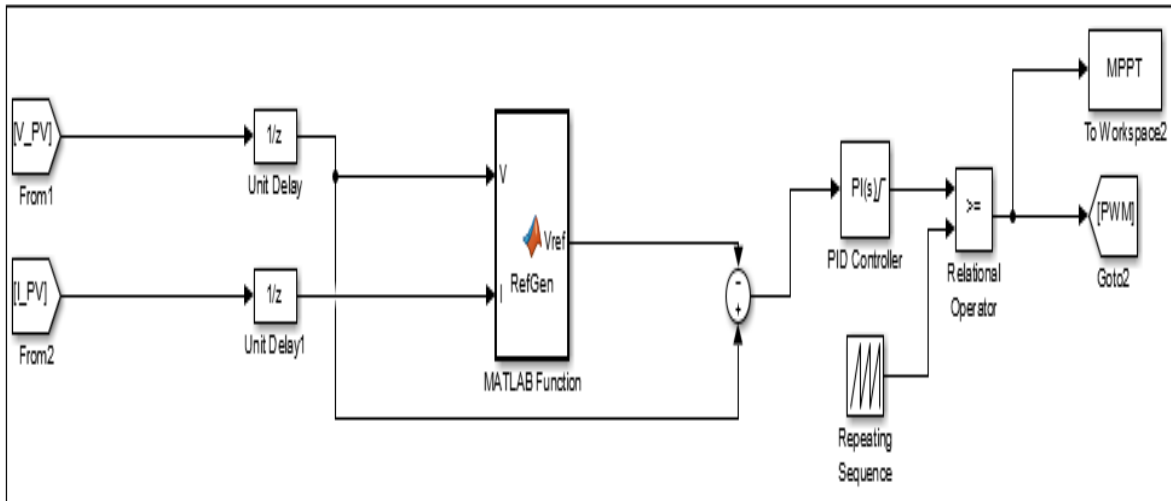 [V_PV]
From1
1/z
Unit Delay
[I_PV]
From2
1/z
Unit Delay1
V
I
Vref
RefGen
MATLAB Function
-
+
PI(s)
PID Controller
>=
Relational
Operator
Repeating
Sequence
MPPT
To Workspace2
[PWM]
Goto2